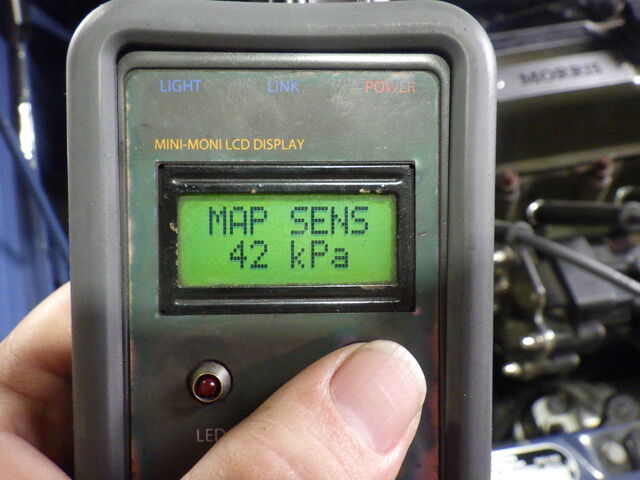 LIGHT LINK POWER
MINI-MONI LCD DISPLAY
MAP SENS
42 kPa
LED
MORRIS